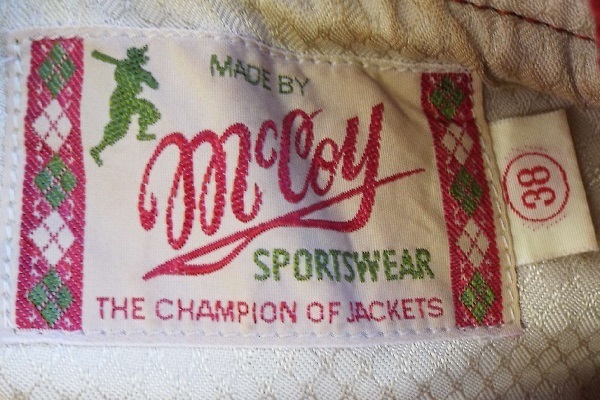 MADE BY
McCoy
SPORTSWEAR
THE CHAMPION OF JACKETS
38